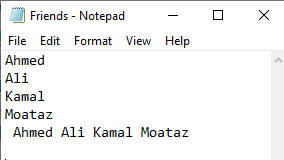 Friends - Notepad
File Edit Format View Help
Ahmed
Ali
Kamal
Moataz
 Ahmed Ali Kamal Moataz